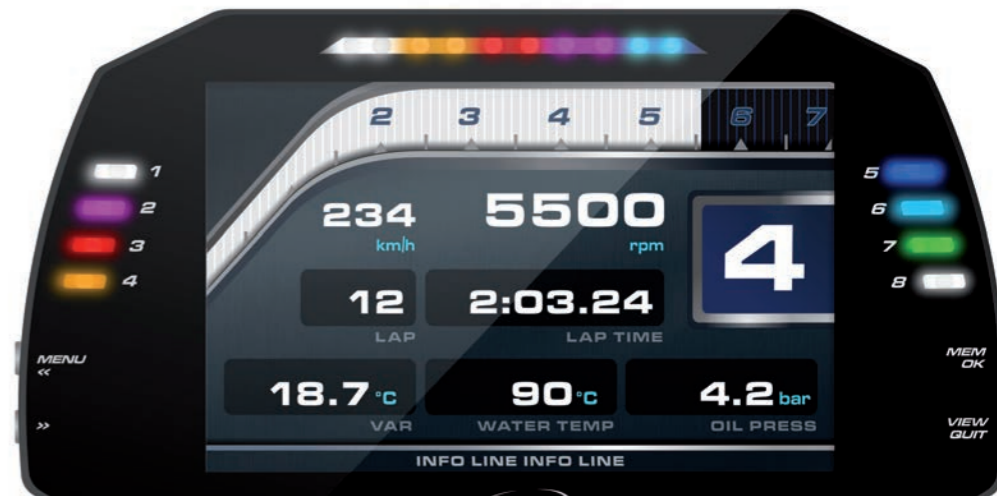 2 3 4 5 6 7
1
2
3
4
5
6
7
8
234
km/h
5500
rpm
4
12
LAP
2:03.24
LAP TIME
18.7 °C
VAR
90 °C
WATER TEMP
4.2 bar
OIL PRESS
INFO LINE INFO LINE
MENU
<<
>>
MEM
OK
VIEW
QUIT